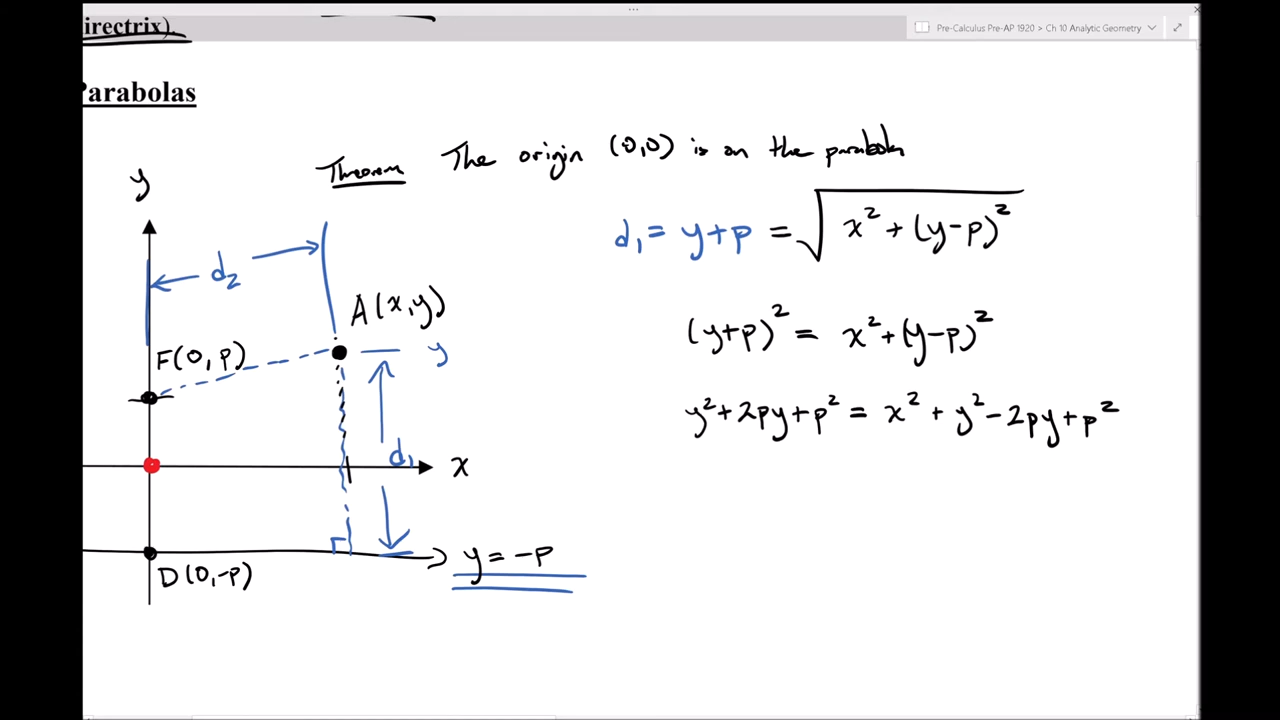 irectrix).
Pre-Calculus Pre-AP 1920 > Ch 10 Analytic Geometry
Parabolas
Theorem The origin (0,0) is on the parabola
y
d₁ = y+p = √x² + (y-p)²
d₂
A(x,y)
(y+p)² = x²+(y-p)²
F(0,p)
y
y²+2py+p² = x² + y² - 2py+p²
d₁
x
y = -p
D(0,-p)